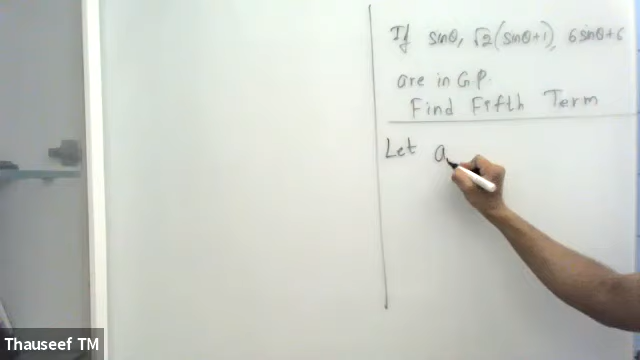 If sinθ, √2(sinθ+1), 6sinθ+6
are in G.P.
Find Fifth Term
Let a
Thauseef TM